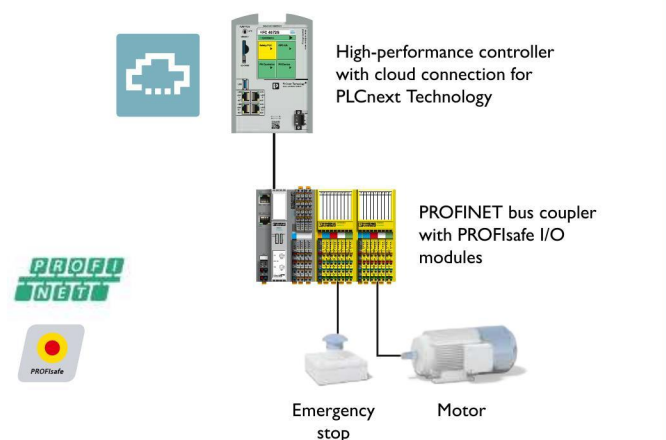 High-performance controller
with cloud connection for
PLCnext Technology
PROFINET bus coupler
with PROFIsafe I/O
modules
PROFI
NET
PROFIsafe
Emergency
stop
Motor